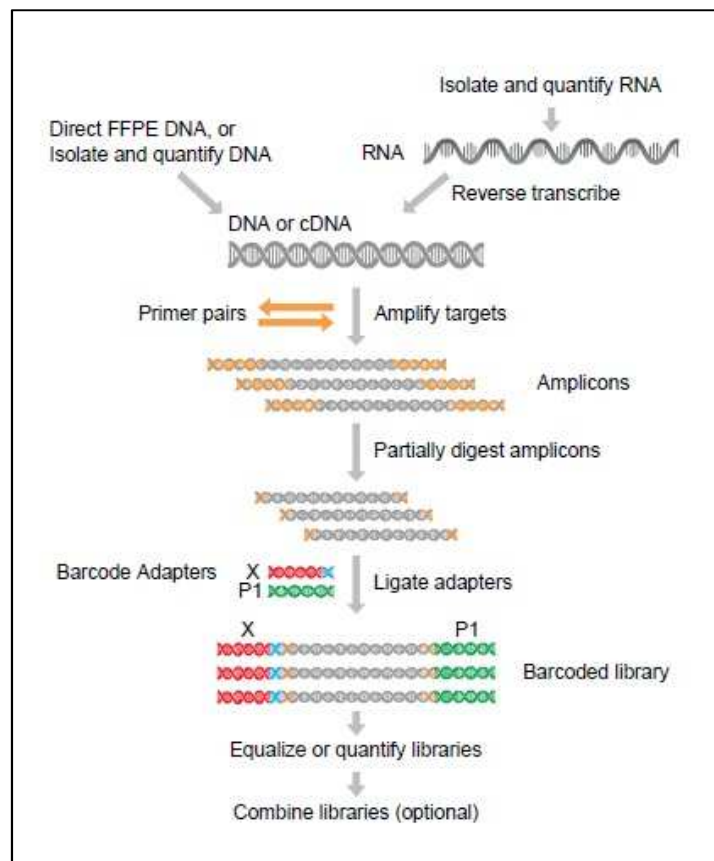 Isolate and quantify RNA
Direct FFPE DNA, or
Isolate and quantify DNA
RNA
Reverse transcribe
DNA or cDNA
Primer pairs
Amplify targets
Amplicons
Partially digest amplicons
Barcode Adapters
X
P1
Ligate adapters
X
P1
Barcoded library
Equalize or quantify libraries
Combine libraries (optional)